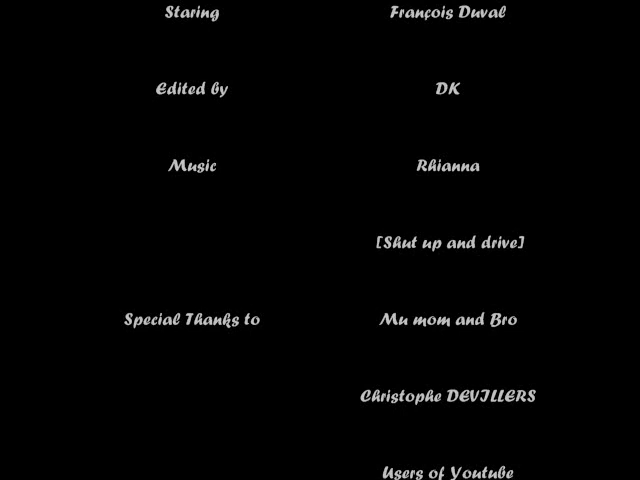 Staring François Duval
Edited by DK
Music Rhianna
[Shut up and drive]
Special Thanks to Mu mom and Bro
Christophe DEVILLERS
Users of Youtube